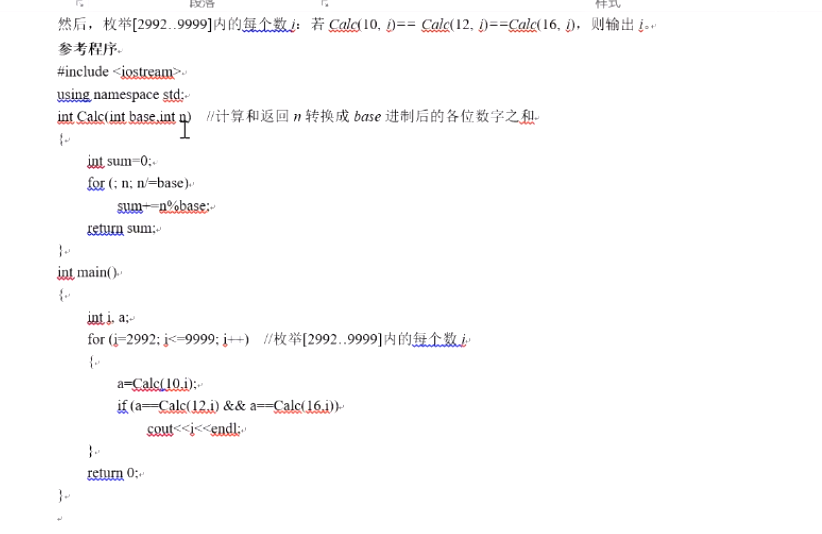 段落
样式
然后，枚举[2992..9999]内的每个数 i：若 Calc(10, i)== Calc(12, i)==Calc(16, i)，则输出 i。
参考程序
#include <iostream>
using namespace std;
int Calc(int base,int n) //计算和返回 n 转换成 base 进制后的各位数字之和
{
int sum=0;
for (; n; n/=base)
sum+=n%base;
return sum;
}
int main()
{
int i, a;
for (i=2992; i<=9999; i++) //枚举[2992..9999]内的每个数 i
{
a=Calc(10,i);
if (a==Calc(12,i) && a==Calc(16,i))
cout<<i<<endl;
}
return 0;
}